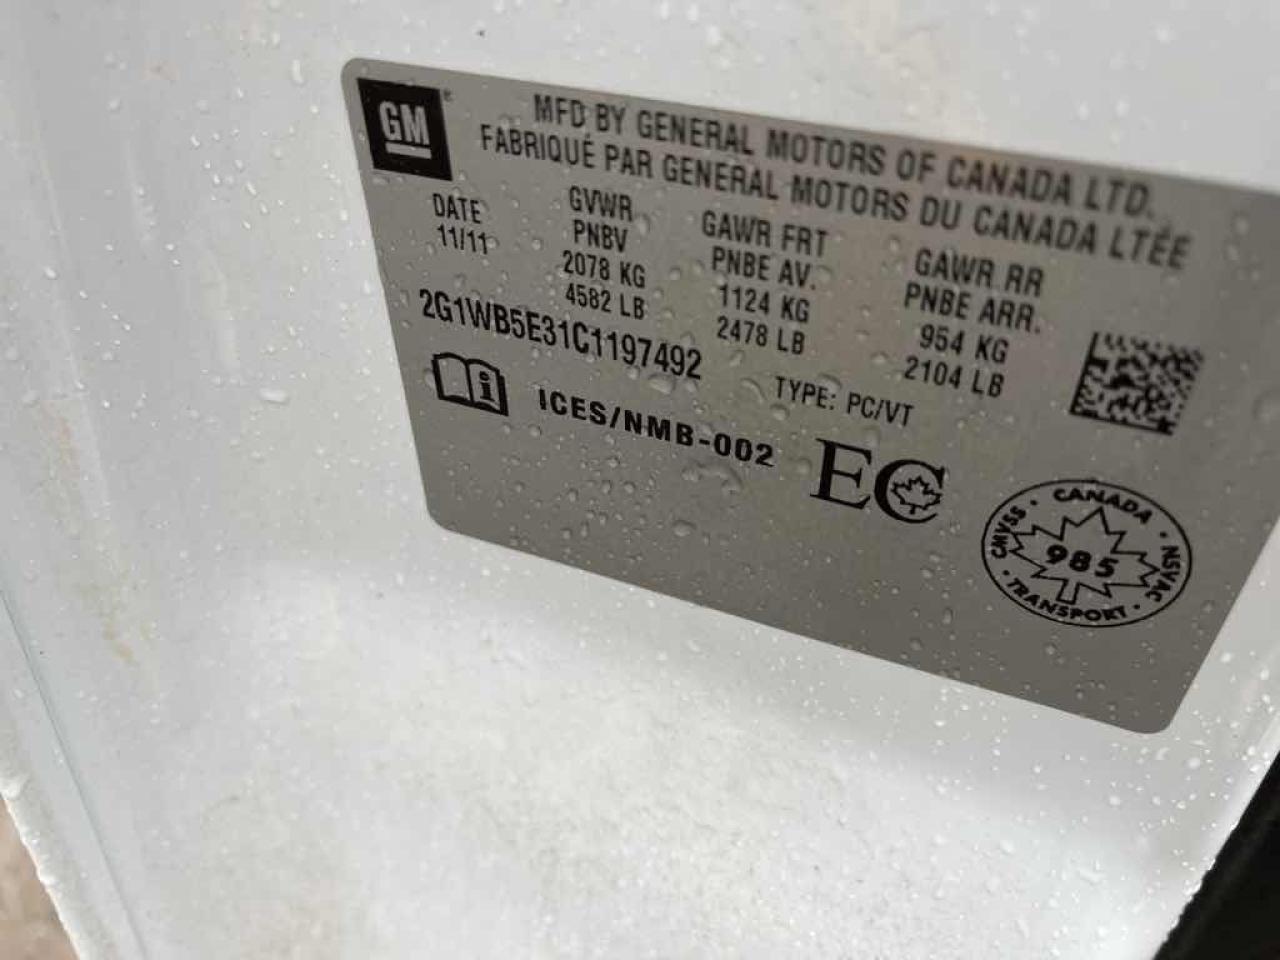 GM
MFD BY GENERAL MOTORS OF CANADA LTD.
FABRIQUÉ PAR GENERAL MOTORS DU CANADA LTÉE
DATE
11/11
GVWR
PNBV
2078 KG
4582 LB
GAWR FRT
PNBE AV.
1124 KG
2478 LB
GAWR RR
PNBE ARR.
954 KG
2104 LB
2G1WB5E31C1197492
TYPE: PC/VT
i
ICES/NMB-002
EC
CANADA
CMVSS · NSVAC
985
TRANSPORT